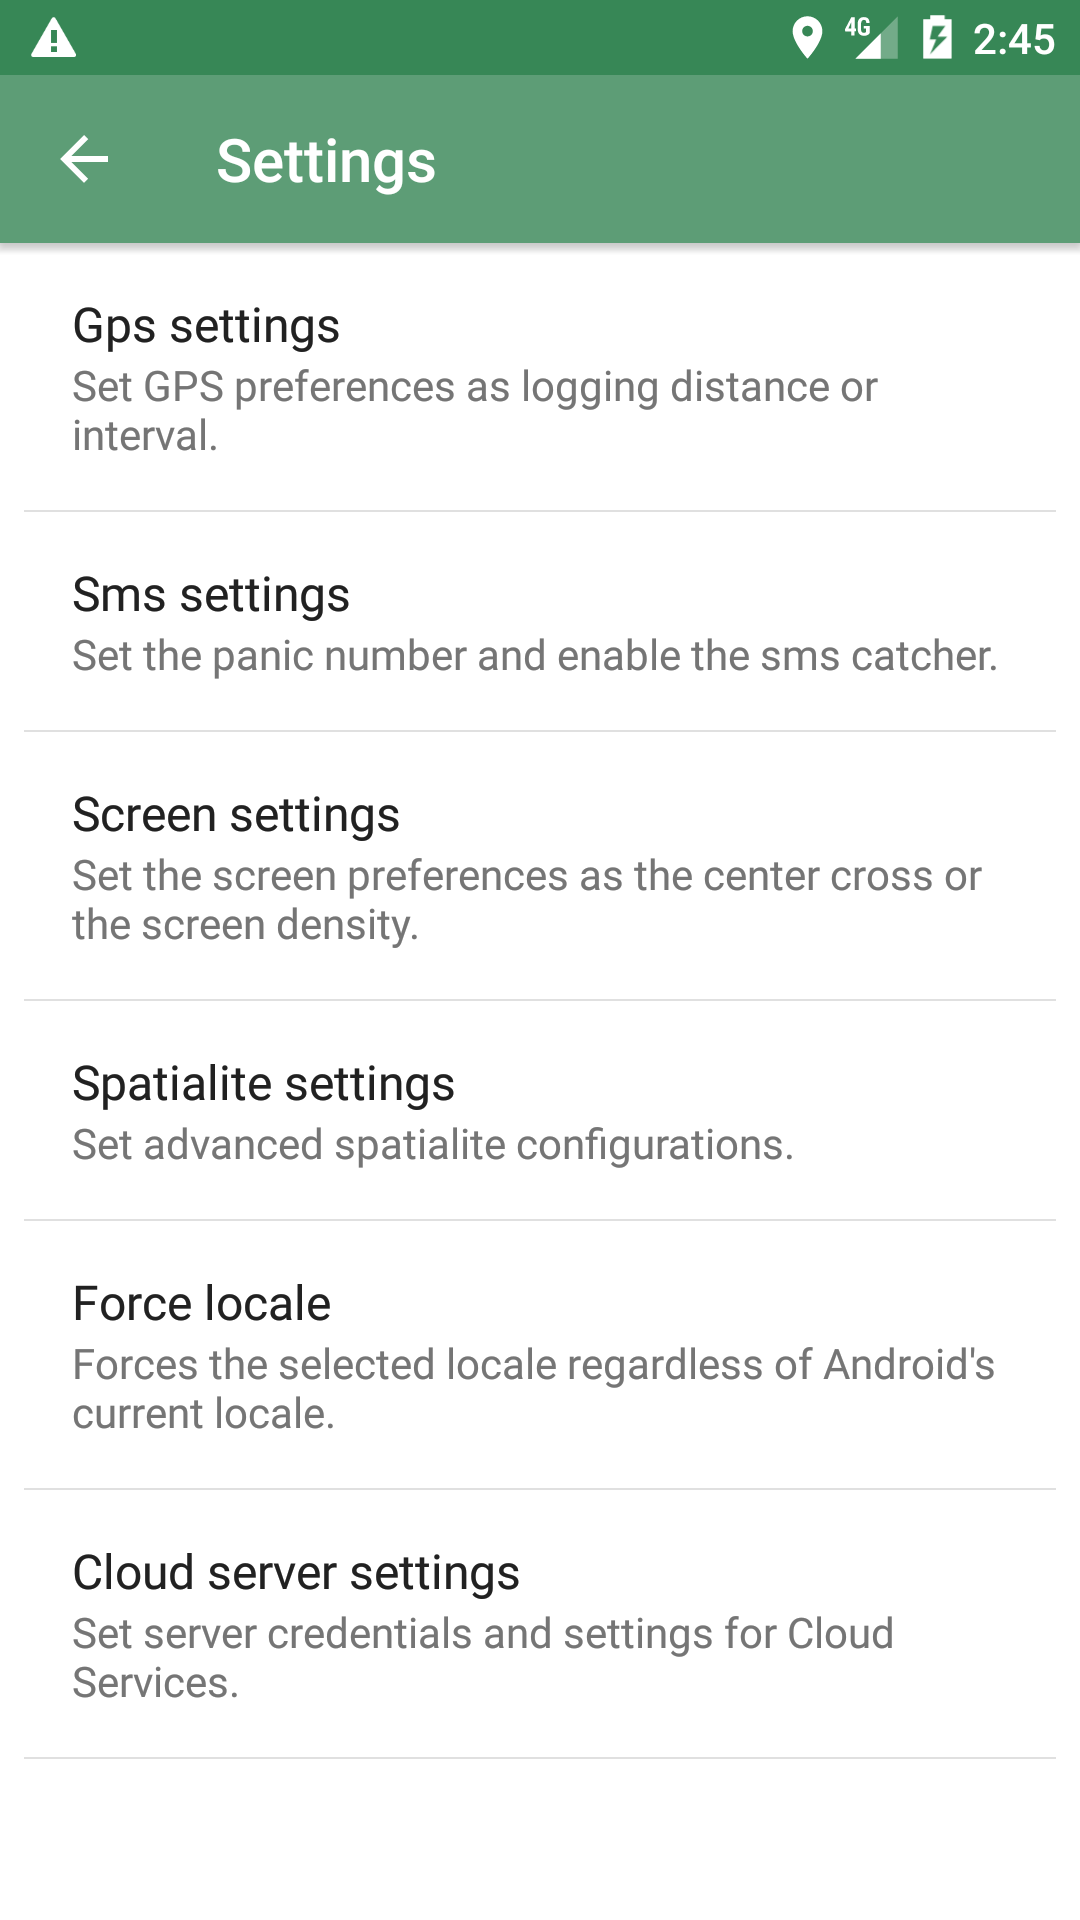 4G 2:45
Settings
Gps settings
Set GPS preferences as logging distance or
interval.
Sms settings
Set the panic number and enable the sms catcher.
Screen settings
Set the screen preferences as the center cross or
the screen density.
Spatialite settings
Set advanced spatialite configurations.
Force locale
Forces the selected locale regardless of Android's
current locale.
Cloud server settings
Set server credentials and settings for Cloud
Services.